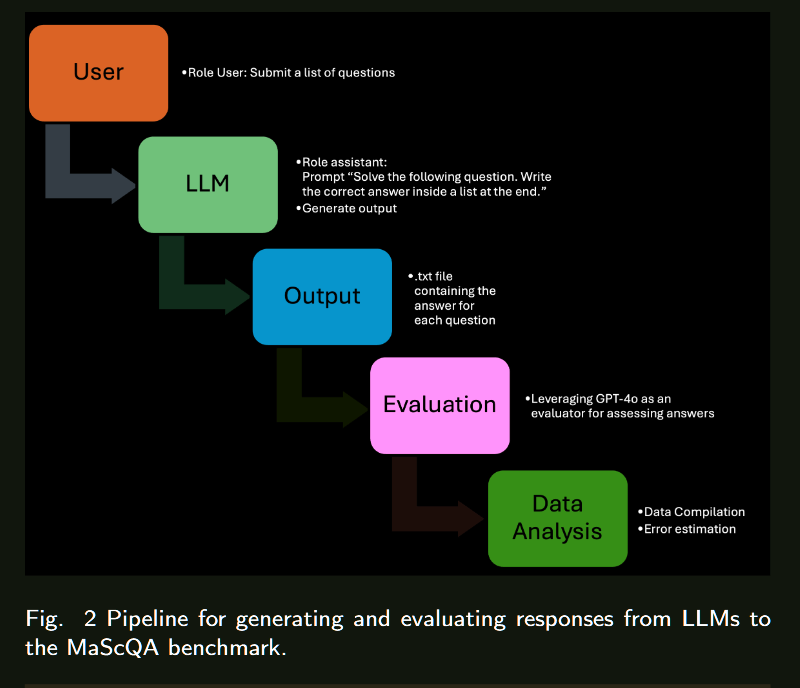 User
•Role User: Submit a list of questions
LLM
•Role assistant:
Prompt “Solve the following question. Write
the correct answer inside a list at the end.”
•Generate output
Output
•.txt file
containing the
answer for
each question
Evaluation
•Leveraging GPT-4o as an
evaluator for assessing answers
Data
Analysis
•Data Compilation
•Error estimation
Fig. 2 Pipeline for generating and evaluating responses from LLMs to
the MaScQA benchmark.